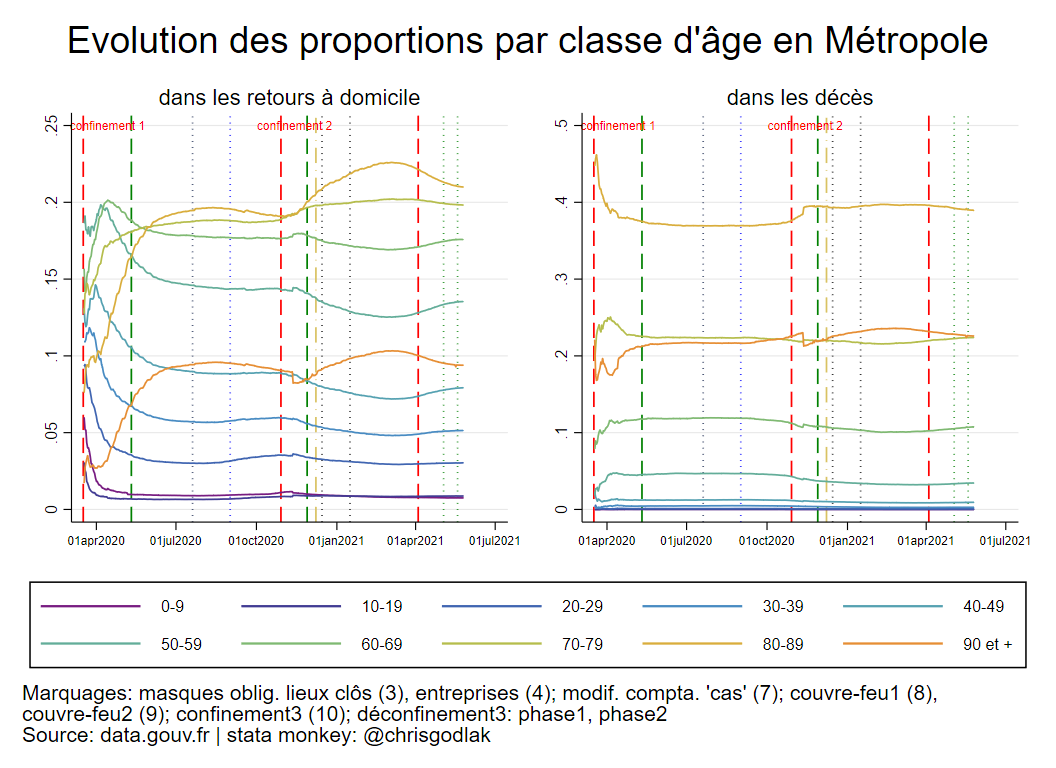 Evolution des proportions par classe d'âge en Métropole
dans les retours à domicile
dans les décès
confinement 1
confinement 2
.25
.2
.15
.1
.05
0
01apr2020 01jul2020 01oct2020 01jan2021 01apr2021 01jul2021
confinement 1
confinement 2
.5
.4
.3
.2
.1
0
01apr2020 01jul2020 01oct2020 01jan2021 01apr2021 01jul2021
0-9 10-19 20-29 30-39 40-49
50-59 60-69 70-79 80-89 90 et +
Marquages: masques oblig. lieux clôs (3), entreprises (4); modif. compta. 'cas' (7); couvre-feu1 (8),
couvre-feu2 (9); confinement3 (10); déconfinement3: phase1, phase2
Source: data.gouv.fr | stata monkey: @chrisgodlak